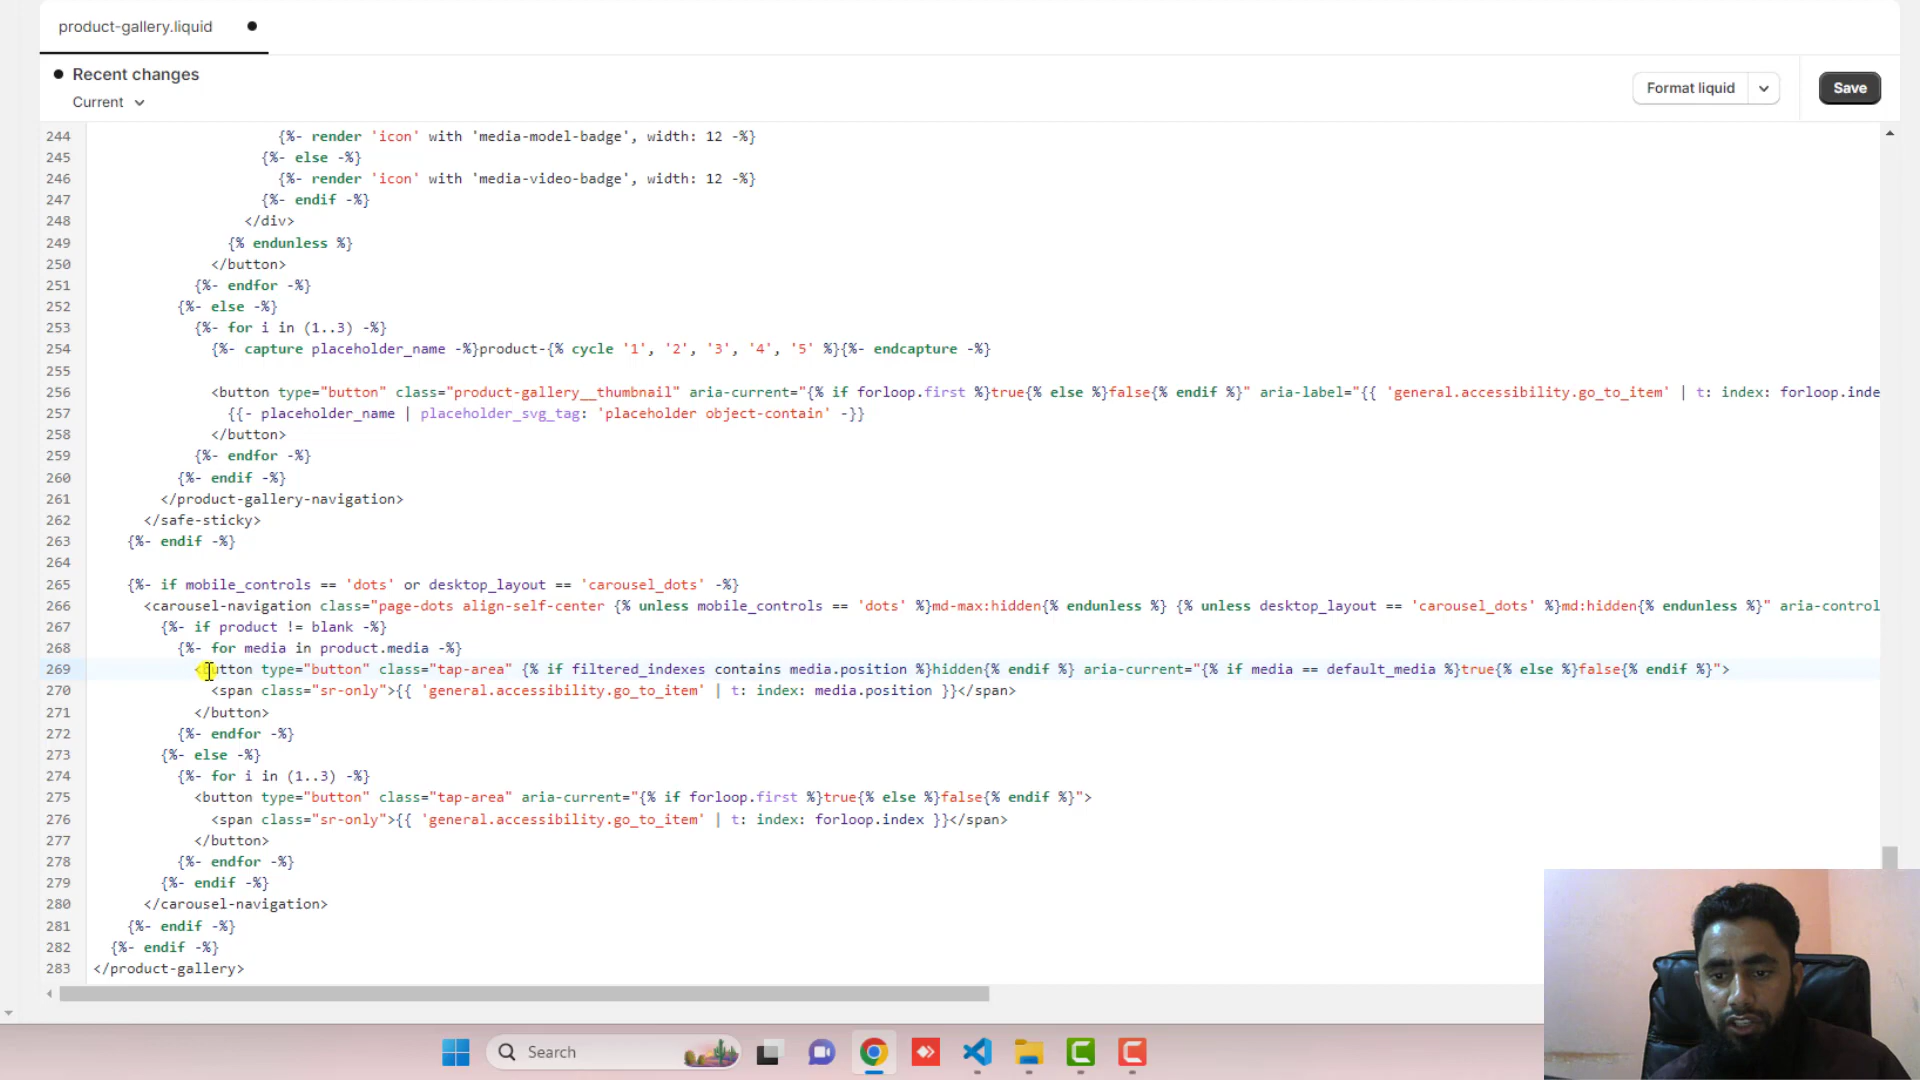 product-gallery.liquid
Recent changes
Current
Format liquid
Save
244 {%- render 'icon' with 'media-model-badge', width: 12 -%}
245 {%- else -%}
246 {%- render 'icon' with 'media-video-badge', width: 12 -%}
247 {%- endif -%}
248 </div>
249 {% endunless %}
250 </button>
251 {%- endfor -%}
252 {%- else -%}
253 {%- for i in (1..3) -%}
254 {%- capture placeholder_name -%}product-{% cycle '1', '2', '3', '4', '5' %}{%- endcapture -%}
255
256 <button type="button" class="product-gallery__thumbnail" aria-current="{% if forloop.first %}true{% else %}false{% endif %}" aria-label="{{ 'general.accessibility.go_to_item' | t: index: forloop.inde
257 {{- placeholder_name | placeholder_svg_tag: 'placeholder object-contain' -}}
258 </button>
259 {%- endfor -%}
260 {%- endif -%}
261 </product-gallery-navigation>
262 </safe-sticky>
263 {%- endif -%}
264
265 {%- if mobile_controls == 'dots' or desktop_layout == 'carousel_dots' -%}
266 <carousel-navigation class="page-dots align-self-center {% unless mobile_controls == 'dots' %}md-max:hidden{% endunless %} {% unless desktop_layout == 'carousel_dots' %}md:hidden{% endunless %}" aria-control
267 {%- if product != blank -%}
268 {%- for media in product.media -%}
269 <button type="button" class="tap-area" {% if filtered_indexes contains media.position %}hidden{% endif %} aria-current="{% if media == default_media %}true{% else %}false{% endif %}">
270 <span class="sr-only">{{ 'general.accessibility.go_to_item' | t: index: media.position }}</span>
271 </button>
272 {%- endfor -%}
273 {%- else -%}
274 {%- for i in (1..3) -%}
275 <button type="button" class="tap-area" aria-current="{% if forloop.first %}true{% else %}false{% endif %}">
276 <span class="sr-only">{{ 'general.accessibility.go_to_item' | t: index: forloop.index }}</span>
277 </button>
278 {%- endfor -%}
279 {%- endif -%}
280 </carousel-navigation>
281 {%- endif -%}
282 {%- endif -%}
283 </product-gallery>
Search